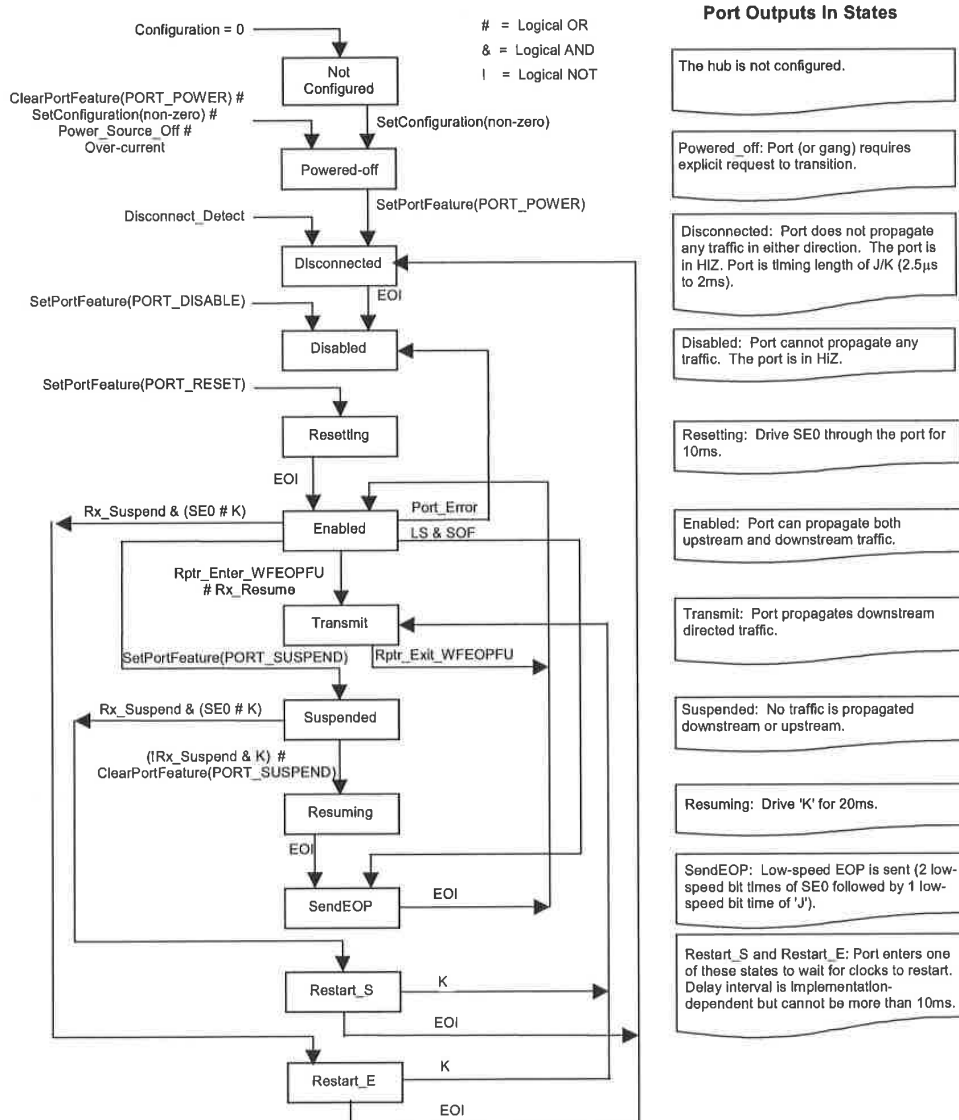 Port Outputs In States
# = Logical OR
& = Logical AND
! = Logical NOT
Configuration = 0
Not
Configured
The hub is not configured.
ClearPortFeature(PORT_POWER) #
SetConfiguration(non-zero) #
Power_Source_Off #
Over-current
SetConfiguration(non-zero)
Powered-off
Powered_off: Port (or gang) requires
explicit request to transition.
SetPortFeature(PORT_POWER)
Disconnect_Detect
Disconnected
Disconnected: Port does not propagate
any traffic in either direction. The port is
in HIZ. Port is timing length of J/K (2.5µs
to 2ms).
EOI
SetPortFeature(PORT_DISABLE)
Disabled
Disabled: Port cannot propagate any
traffic. The port is in HiZ.
SetPortFeature(PORT_RESET)
Resetting
Resetting: Drive SE0 through the port for
10ms.
EOI
Rx_Suspend & (SE0 # K)
Enabled
Port_Error
LS & SOF
Enabled: Port can propagate both
upstream and downstream traffic.
Rptr_Enter_WFEOPFU
# Rx_Resume
Transmit
Transmit: Port propagates downstream
directed traffic.
SetPortFeature(PORT_SUSPEND)
Rptr_Exit_WFEOPFU
Rx_Suspend & (SE0 # K)
Suspended
Suspended: No traffic is propagated
downstream or upstream.
(!Rx_Suspend & K) #
ClearPortFeature(PORT_SUSPEND)
Resuming
Resuming: Drive 'K' for 20ms.
EOI
SendEOP
EOI
SendEOP: Low-speed EOP is sent (2 low-
speed bit times of SE0 followed by 1 low-
speed bit time of 'J').
Restart_S
K
EOI
Restart_S and Restart_E: Port enters one
of these states to wait for clocks to restart.
Delay interval is Implementation-
dependent but cannot be more than 10ms.
Restart_E
K
EOI